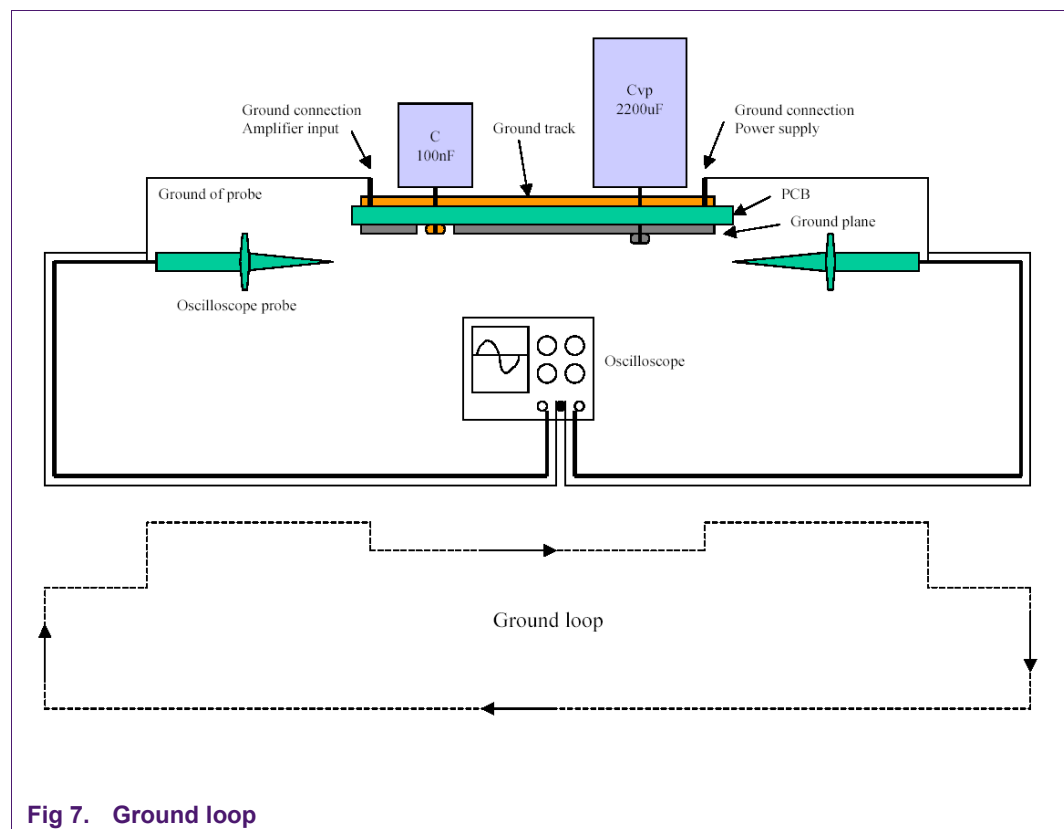 Cvp
2200uF
Ground connection
Amplifier input
C
100nF
Ground track
Ground connection
Power supply
Ground of probe
PCB
Ground plane
Oscilloscope probe
Oscilloscope
Ground loop
Fig 7. Ground loop